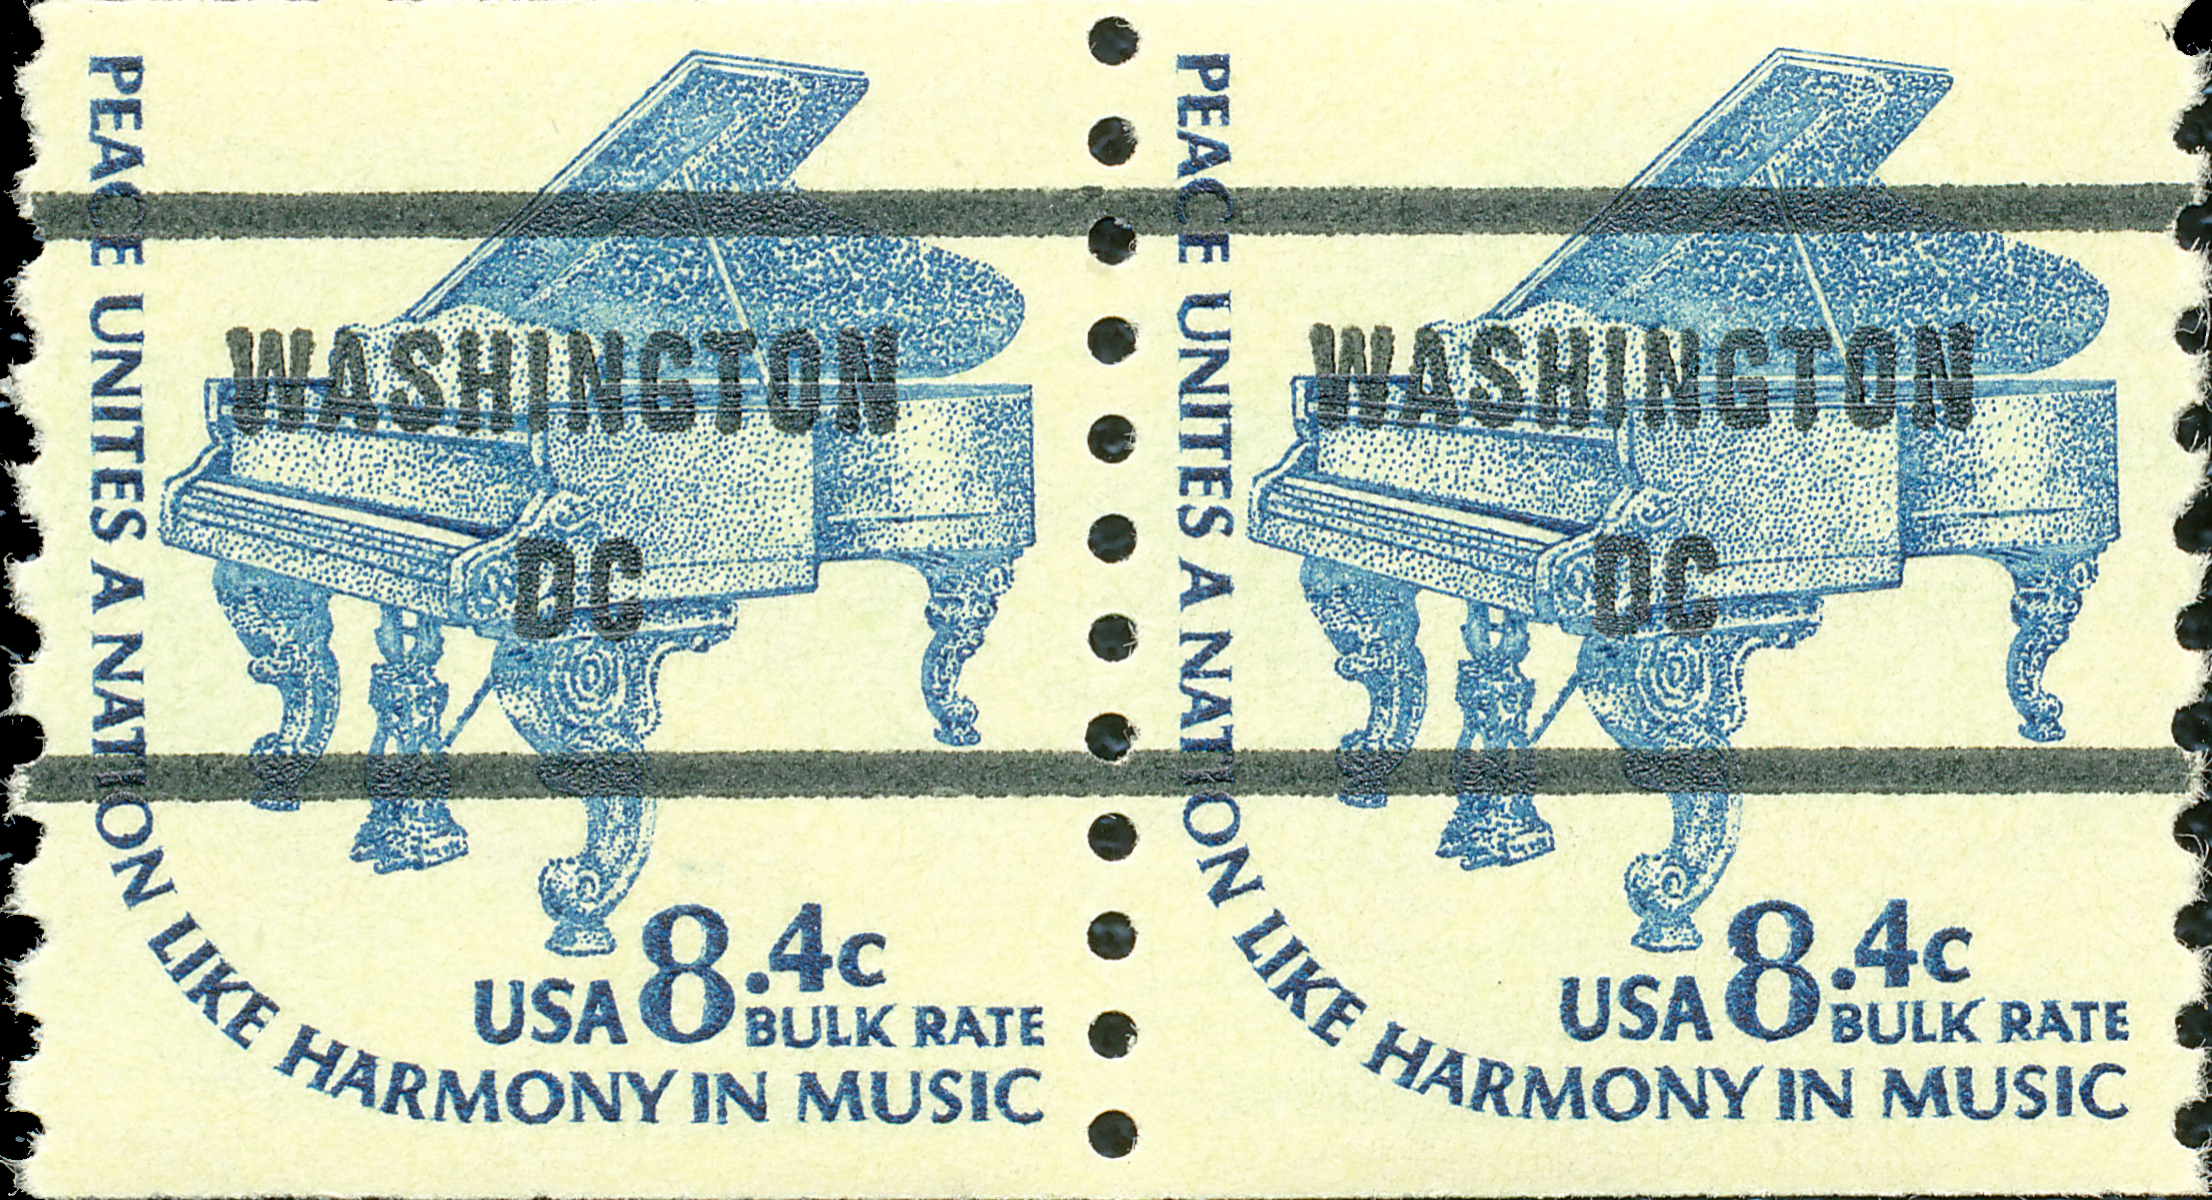 PEACE UNITES A NATION LIKE HARMONY IN MUSIC
WASHINGTON
DC
USA 8.4c
BULK RATE
PEACE UNITES A NATION LIKE HARMONY IN MUSIC
WASHINGTON
DC
USA 8.4c
BULK RATE